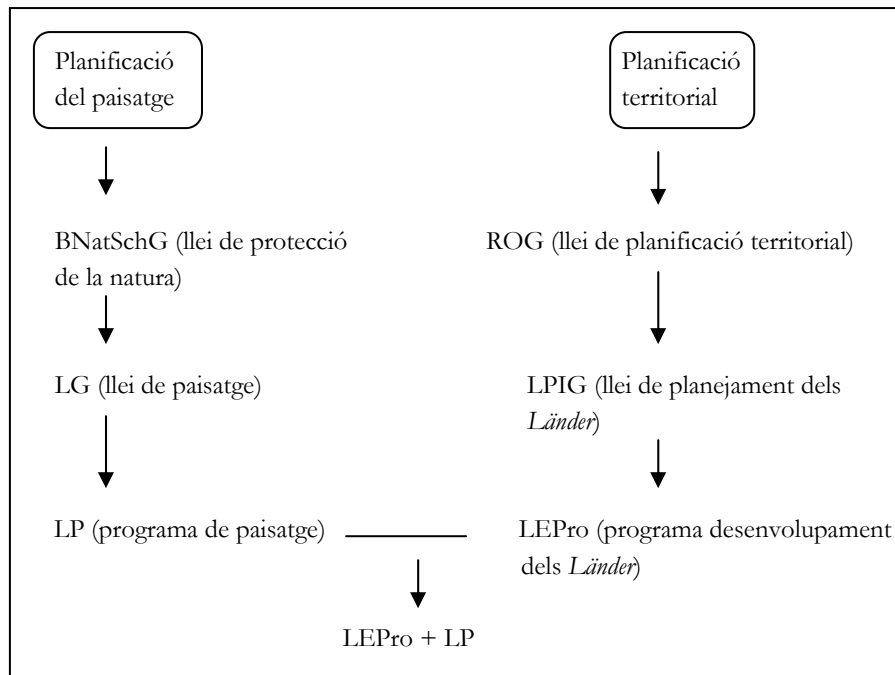 Planificació
del paisatge
Planificació
territorial
BNatSchG (llei de protecció
de la natura)
ROG (llei de planificació territorial)
LG (llei de paisatge)
LPIG (llei de planejament dels
Länder)
LP (programa de paisatge)
LEPro (programa desenvolupament
dels Länder)
LEPro + LP